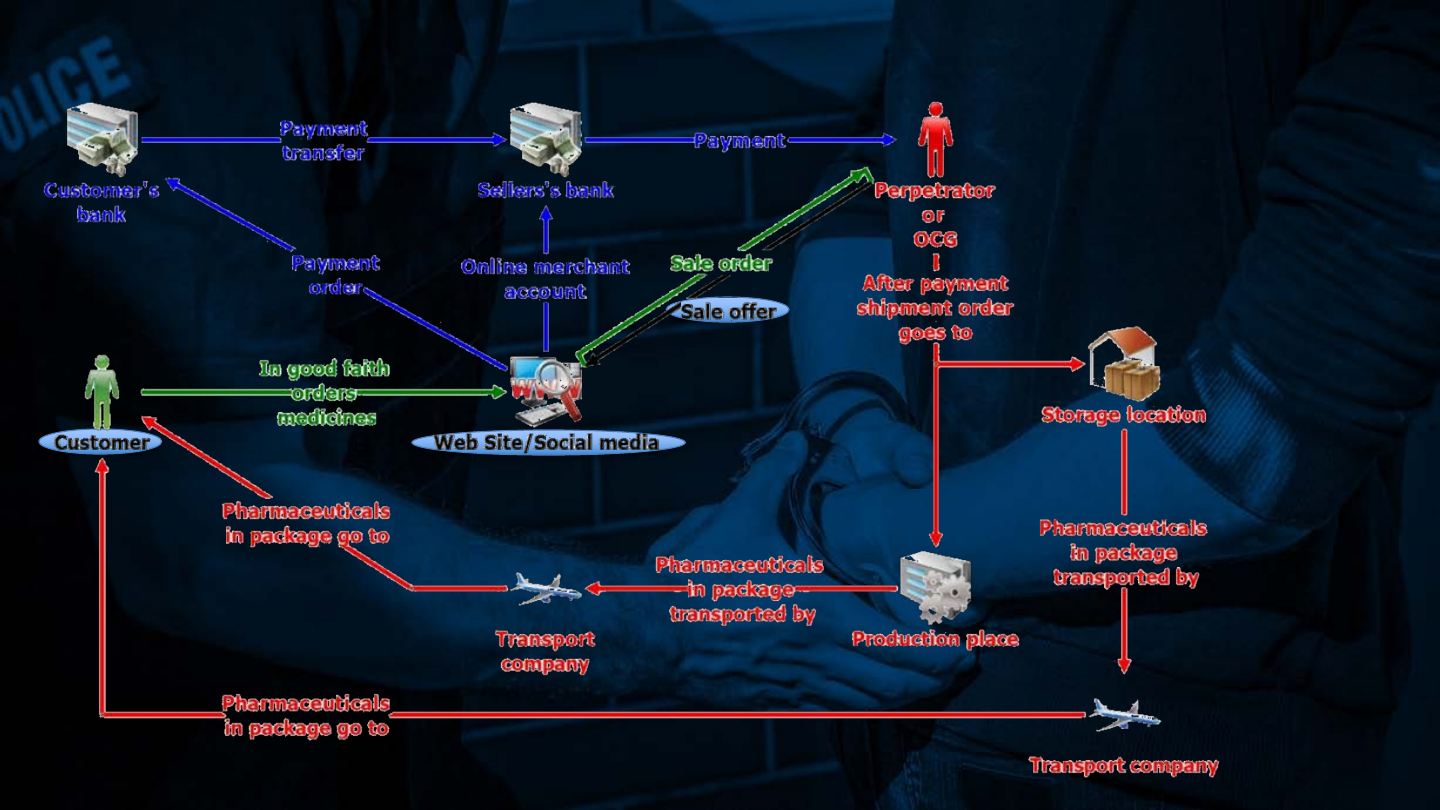 OLICE
Payment
transfer
Payment
Customer's
bank
Sellers's bank
Perpetrator
or
OCG
Payment
order
Online merchant
account
Sale order
Sale offer
After payment
shipment order
goes to
In good faith
orders
medicines
Storage location
Customer
Web Site/Social media
WWW
Pharmaceuticals
in package go to
Pharmaceuticals
in package
transported by
Pharmaceuticals
in package
transported by
Transport
company
Production place
Pharmaceuticals
in package go to
Transport company